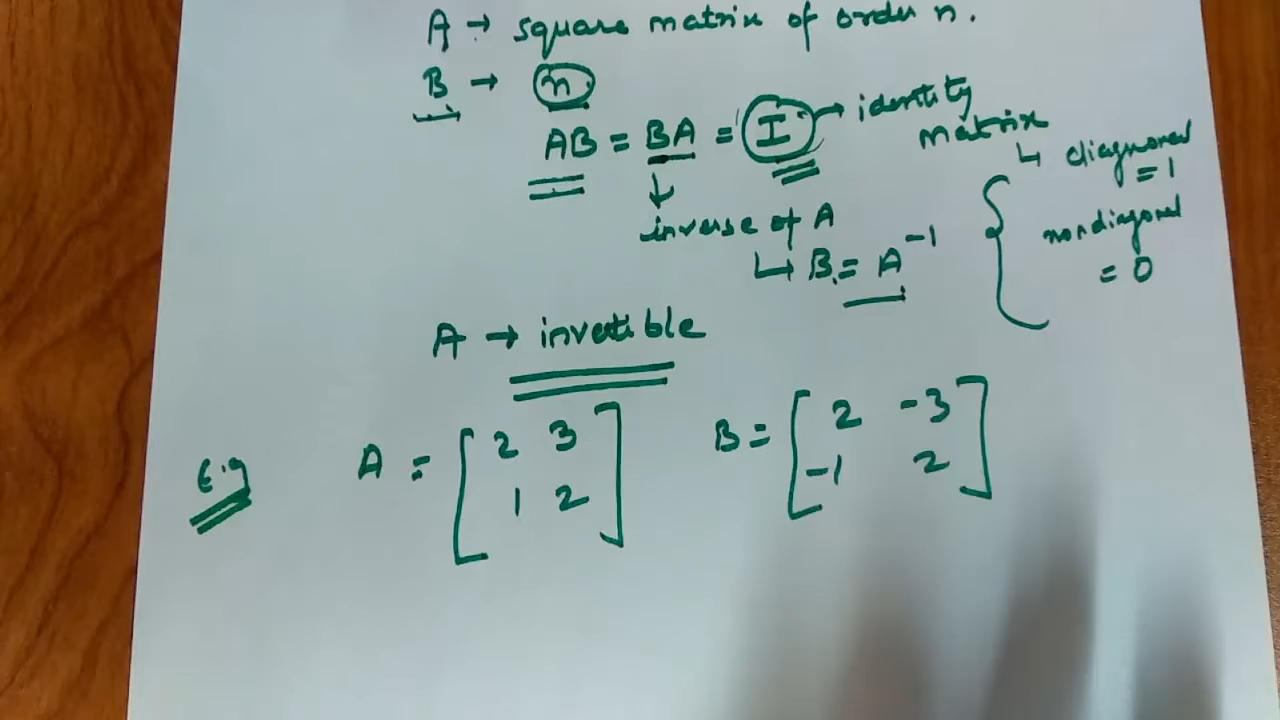 A → square matrix of order n.
B → n
AB = BA = I → identity matrix
↳ diagnonal = 1
nondiagonal = 0
inverse of A
↳ B = A⁻¹
A → invertible
E.g A = [2 3
1 2] B = [2 -3
-1 2]